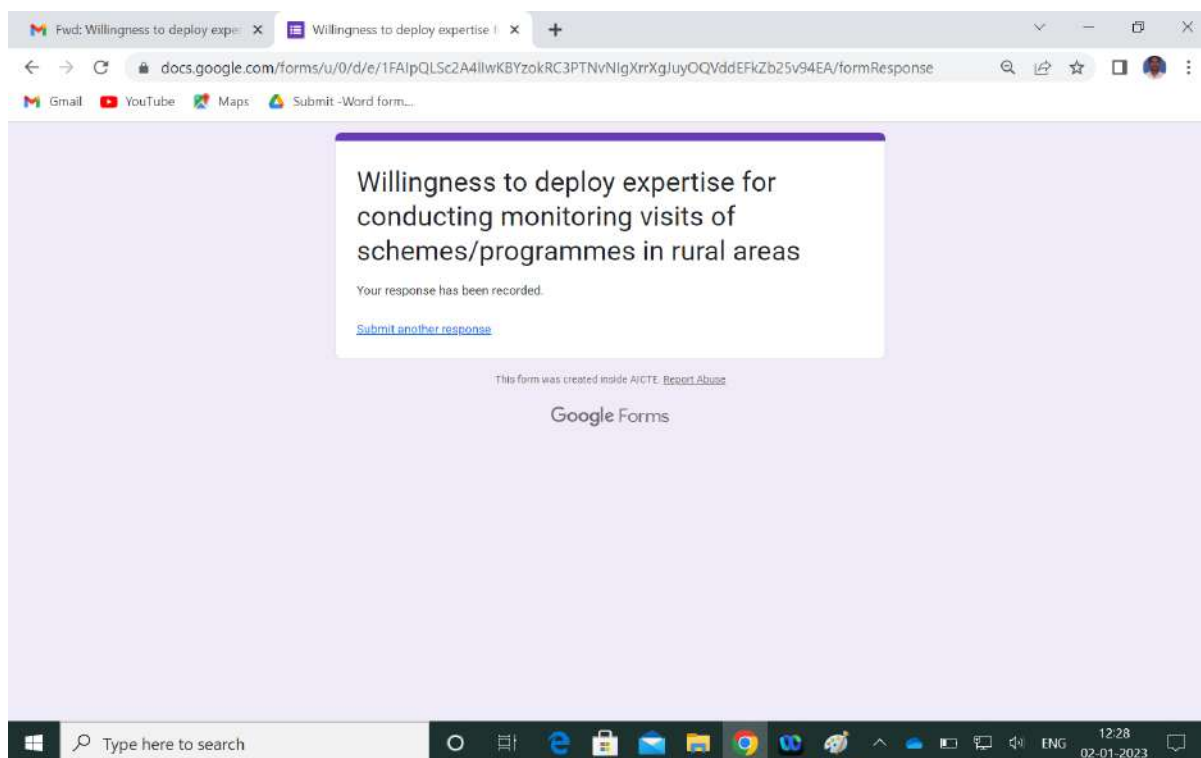 Fwd: Willingness to deploy exper
Willingness to deploy expertise f
docs.google.com/forms/u/0/d/e/1FAIpQLSc2A4lIwKBYzokRC3PTNvNIgXrrXgJuyOQVddEFkZb25v94EA/formResponse
Gmail YouTube Maps Submit -Word form...
Willingness to deploy expertise for
conducting monitoring visits of
schemes/programmes in rural areas
Your response has been recorded.
Submit another response
This form was created inside AICTE. Report Abuse
Google Forms
Type here to search
ENG
12:28
02-01-2023